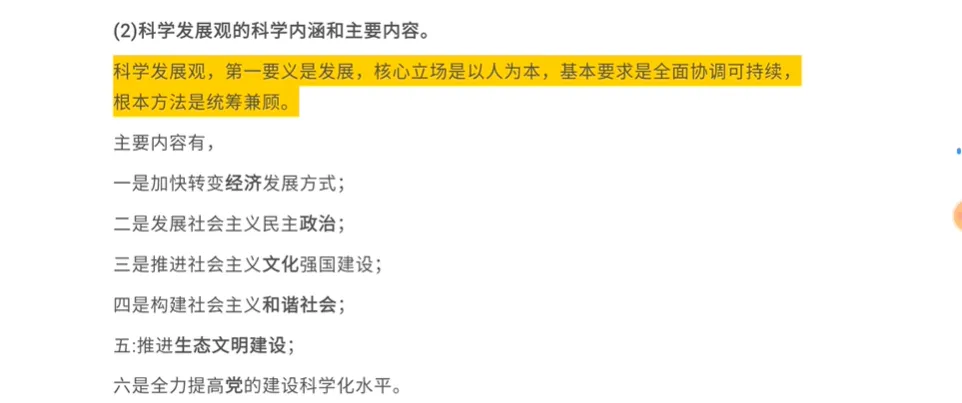 (2)科学发展观的科学内涵和主要内容。
科学发展观，第一要义是发展，核心立场是以人为本，基本要求是全面协调可持续，
根本方法是统筹兼顾。
主要内容有，
一是加快转变经济发展方式；
二是发展社会主义民主政治；
三是推进社会主义文化强国建设；
四是构建社会主义和谐社会；
五:推进生态文明建设；
六是全力提高党的建设科学化水平。